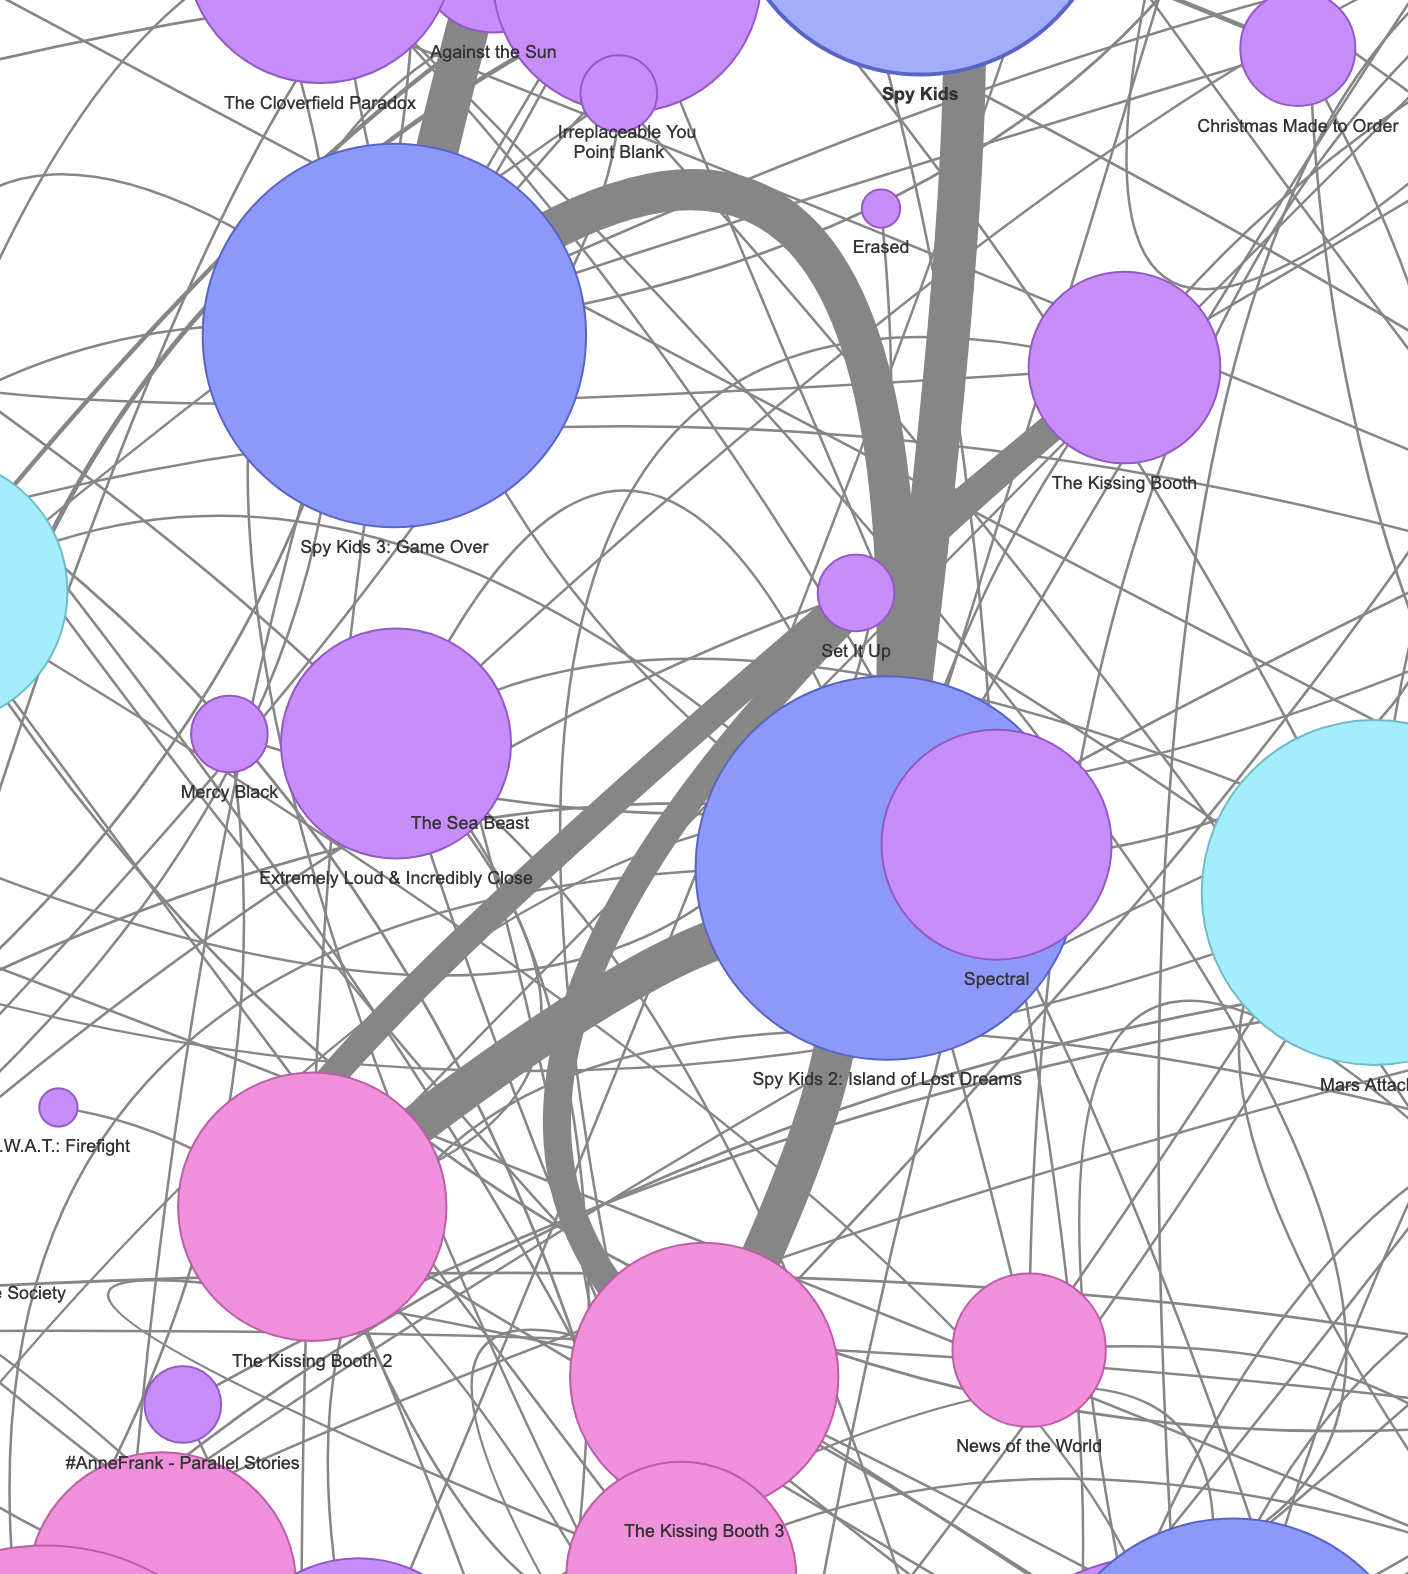 Against the Sun
The Cloverfield Paradox
Spy Kids
Irreplaceable You
Christmas Made to Order
Point Blank
Erased
The Kissing Booth
Spy Kids 3: Game Over
Set It Up
Mercy Black
The Sea Beast
Extremely Loud & Incredibly Close
Spectral
Spy Kids 2: Island of Lost Dreams
Mars Attac
.W.A.T.: Firefight
Society
The Kissing Booth 2
News of the World
#AnneFrank - Parallel Stories
The Kissing Booth 3